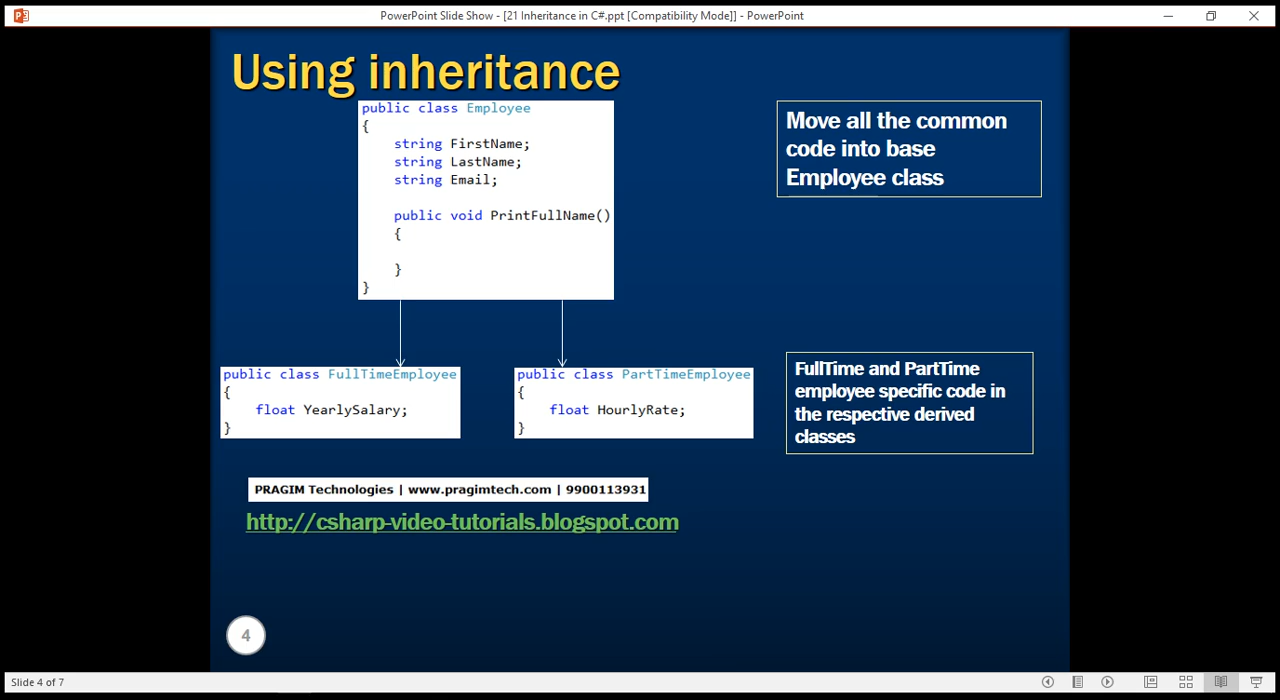 PowerPoint Slide Show - [21 Inheritance in C#.ppt [Compatibility Mode]] - PowerPoint
Using inheritance
public class Employee
{
string FirstName;
string LastName;
string Email;
public void PrintFullName()
{
}
}
Move all the common
code into base
Employee class
public class FullTimeEmployee
{
float YearlySalary;
}
public class PartTimeEmployee
{
float HourlyRate;
}
FullTime and PartTime
employee specific code in
the respective derived
classes
PRAGIM Technologies | www.pragimtech.com | 9900113931
http://csharp-video-tutorials.blogspot.com
4
Slide 4 of 7